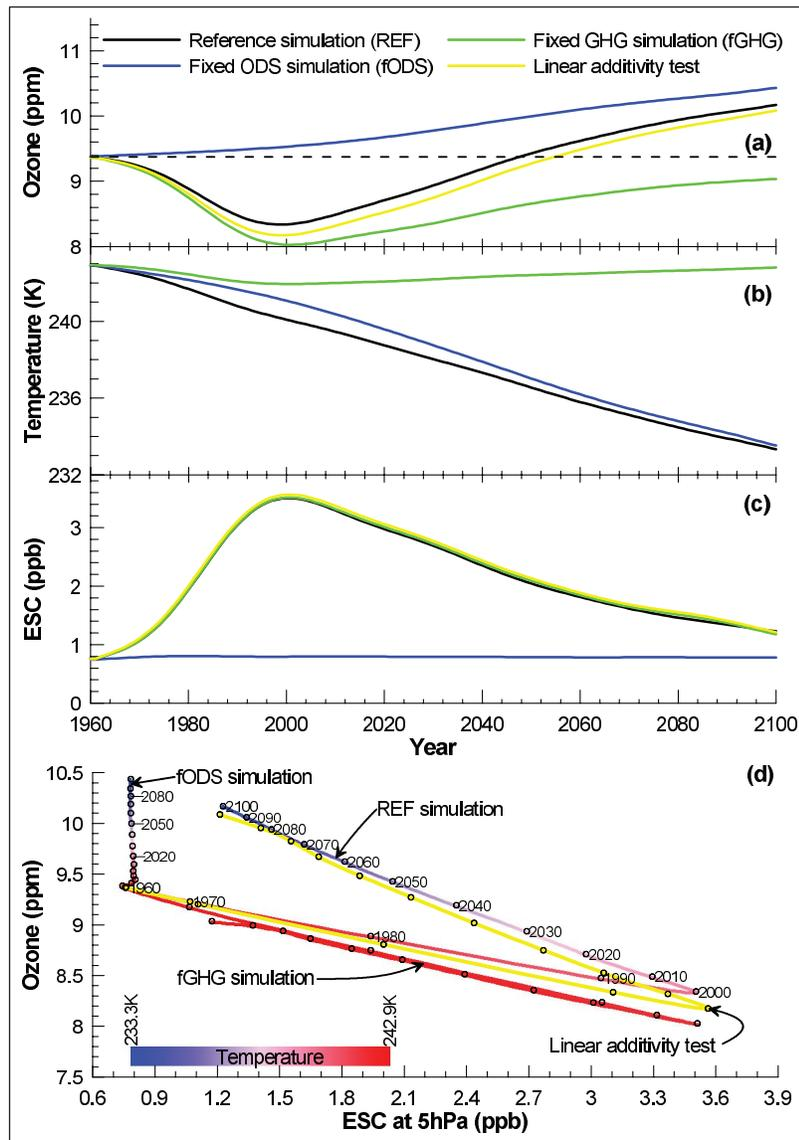 Reference simulation (REF) Fixed GHG simulation (fGHG)
Fixed ODS simulation (fODS) Linear additivity test
11
10
9
8
Ozone (ppm)
(a)
240
236
232
Temperature (K)
(b)
3
2
1
0
ESC (ppb)
(c)
1960 1980 2000 2020 2040 2060 2080 2100
Year
10.5
10
9.5
9
8.5
8
7.5
Ozone (ppm)
(d)
fODS simulation
2080
2050
2020
1960
2100
2090
2080
2070
2060
2050
2040
2030
2020
2010
2000
REF simulation
1970
1980
1990
fGHG simulation
Linear additivity test
233.3K
242.9K
Temperature
0.6 0.9 1.2 1.5 1.8 2.1 2.4 2.7 3 3.3 3.6 3.9
ESC at 5hPa (ppb)